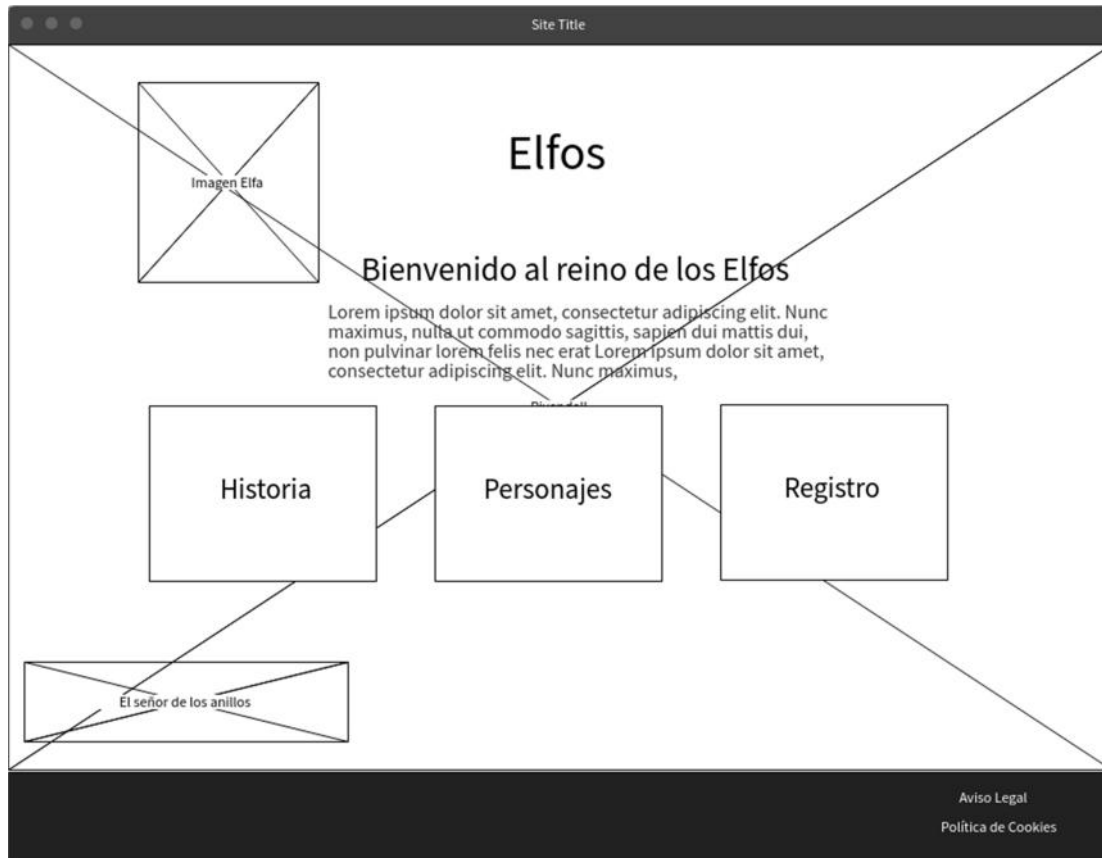 Site Title
Elfos
Imagen Elfa
Bienvenido al reino de los Elfos
Lorem ipsum dolor sit amet, consectetur adipiscing elit. Nunc
maximus, nulla ut commodo sagittis, sapien dui mattis dui,
non pulvinar lorem felis nec erat Lorem ipsum dolor sit amet,
consectetur adipiscing elit. Nunc maximus,
Historia
Personajes
Registro
El señor de los anillos
Aviso Legal
Política de Cookies